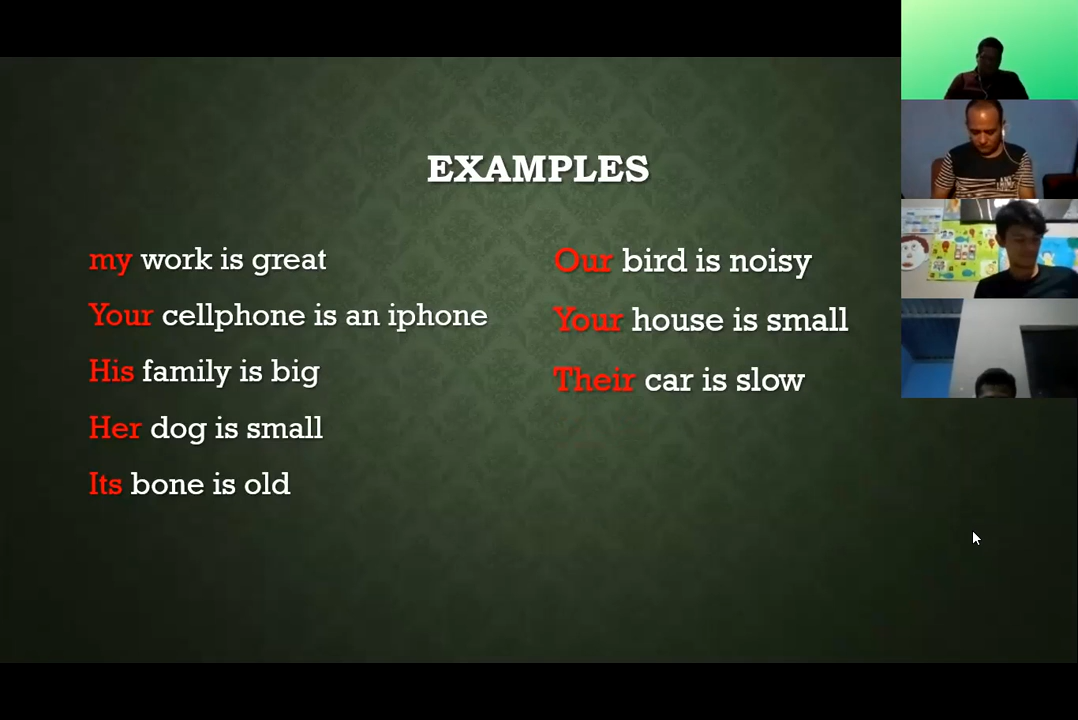 EXAMPLES
my work is great
Your cellphone is an iphone
His family is big
Her dog is small
Its bone is old
Our bird is noisy
Your house is small
Their car is slow